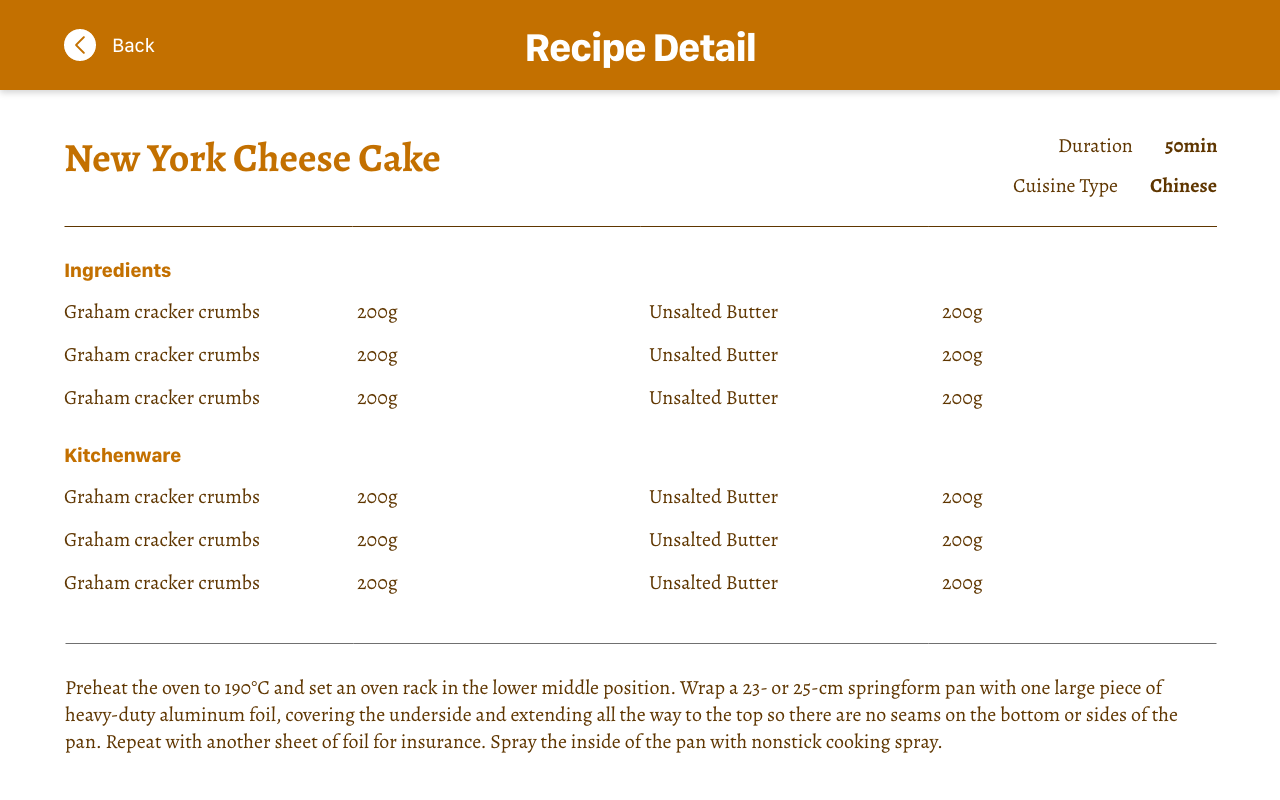 Back
Recipe Detail
New York Cheese Cake
Duration 50min
Cuisine Type Chinese
Ingredients
Graham cracker crumbs 200g Unsalted Butter 200g
Graham cracker crumbs 200g Unsalted Butter 200g
Graham cracker crumbs 200g Unsalted Butter 200g
Kitchenware
Graham cracker crumbs 200g Unsalted Butter 200g
Graham cracker crumbs 200g Unsalted Butter 200g
Graham cracker crumbs 200g Unsalted Butter 200g
Preheat the oven to 190°C and set an oven rack in the lower middle position. Wrap a 23- or 25-cm springform pan with one large piece of
heavy-duty aluminum foil, covering the underside and extending all the way to the top so there are no seams on the bottom or sides of the
pan. Repeat with another sheet of foil for insurance. Spray the inside of the pan with nonstick cooking spray.